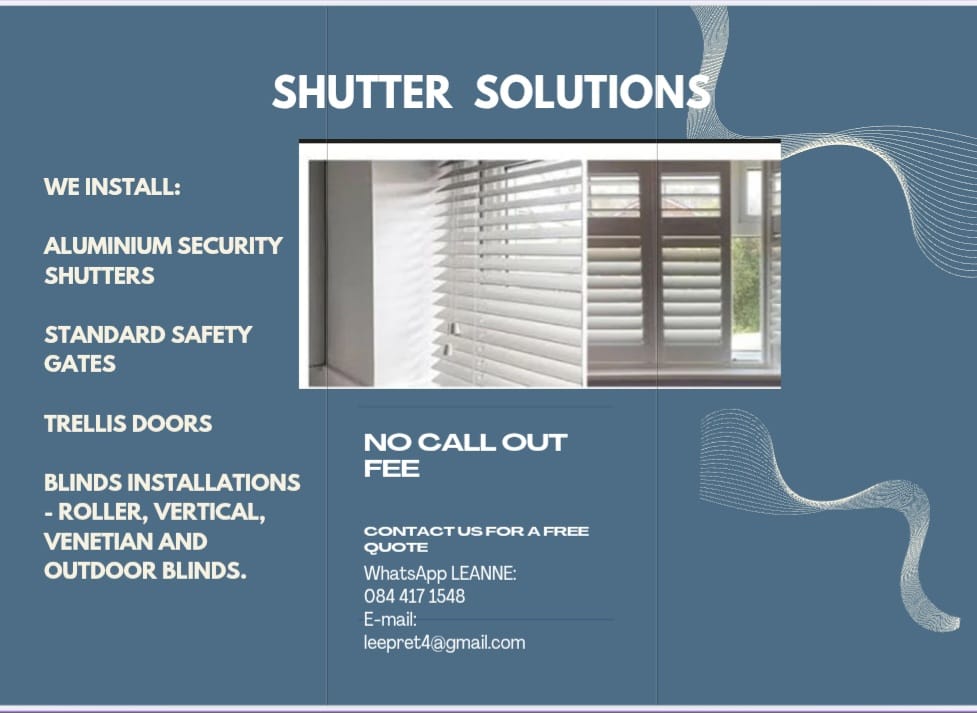 SHUTTER SOLUTIONS
WE INSTALL:
ALUMINIUM SECURITY
SHUTTERS
STANDARD SAFETY
GATES
TRELLIS DOORS
BLINDS INSTALLATIONS
- ROLLER, VERTICAL,
VENETIAN AND
OUTDOOR BLINDS.
NO CALL OUT
FEE
CONTACT US FOR A FREE
QUOTE
WhatsApp LEANNE:
084 417 1548
E-mail:
leepret4@gmail.com